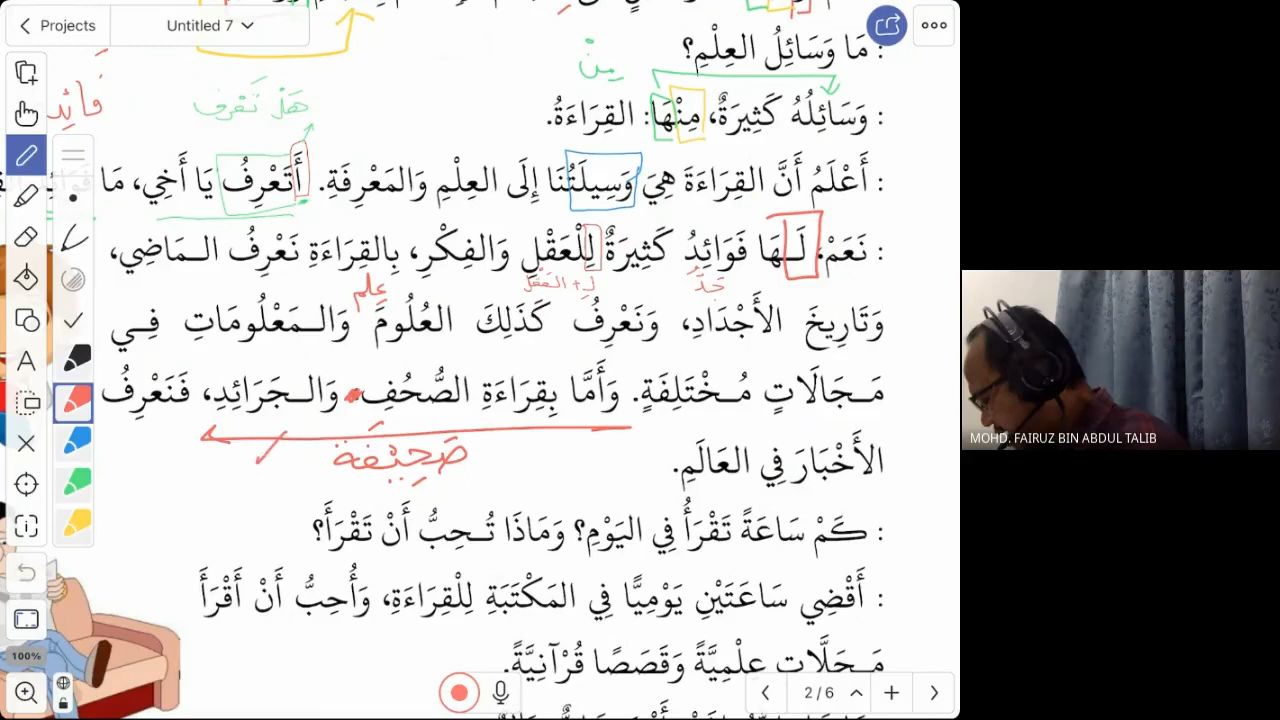 Projects
Untitled 7
: مَا وَسَائِلُ العِلْمِ؟
مِنْ
: وَسَائِلُهُ كَثِيرَةٌ، مِنْهَا: القِرَاءَةُ.
هَلْ تَعْرِف
: أَعْلَمُ أَنَّ القِرَاءَةَ هِيَ وَسِيلَتُنَا إِلَى العِلْمِ وَالمَعْرِفَةِ. أَتَعْرِفُ يَا أَخِي، مَا
: نَعَمْ، لَـهَا فَوَائِدُ كَثِيرَةٌ لِلْعَقْلِ وَالفِكْرِ، بِالقِرَاءَةِ نَعْرِفُ الـمَاضِي،
جَدٌّ
لِـ + العَقْل
عِلم
وَتَارِيخَ الأَجْدَادِ، وَنَعْرِفُ كَذَلِكَ العُلُومَ وَالـمَعْلُومَاتِ فِـي
مَـجَالَاتٍ مُـخْتَلِفَةٍ. وَأَمَّا بِقِرَاءَةِ الصُّحُفِ وَالـجَرَائِدِ، فَنَعْرِفُ
صَحِيْفَة
الأَخْبَارَ فِي العَالَمِ.
: كَمْ سَاعَةً تَقْرَأُ فِي اليَوْمِ؟ وَمَاذَا تُـحِبُّ أَنْ تَقْرَأَ؟
: أَقْضِي سَاعَتَيْنِ يَوْمِيًّا فِي المَكْتَبَةِ لِلْقِرَاءَةِ، وَأُحِبُّ أَنْ أَقْرَأَ
مَـجَلَّاتٍ عِلْمِيَّةً وَقَصَصًا قُرْآنِيَّةً.
100%
2/6
MOHD. FAIRUZ BIN ABDUL TALIB